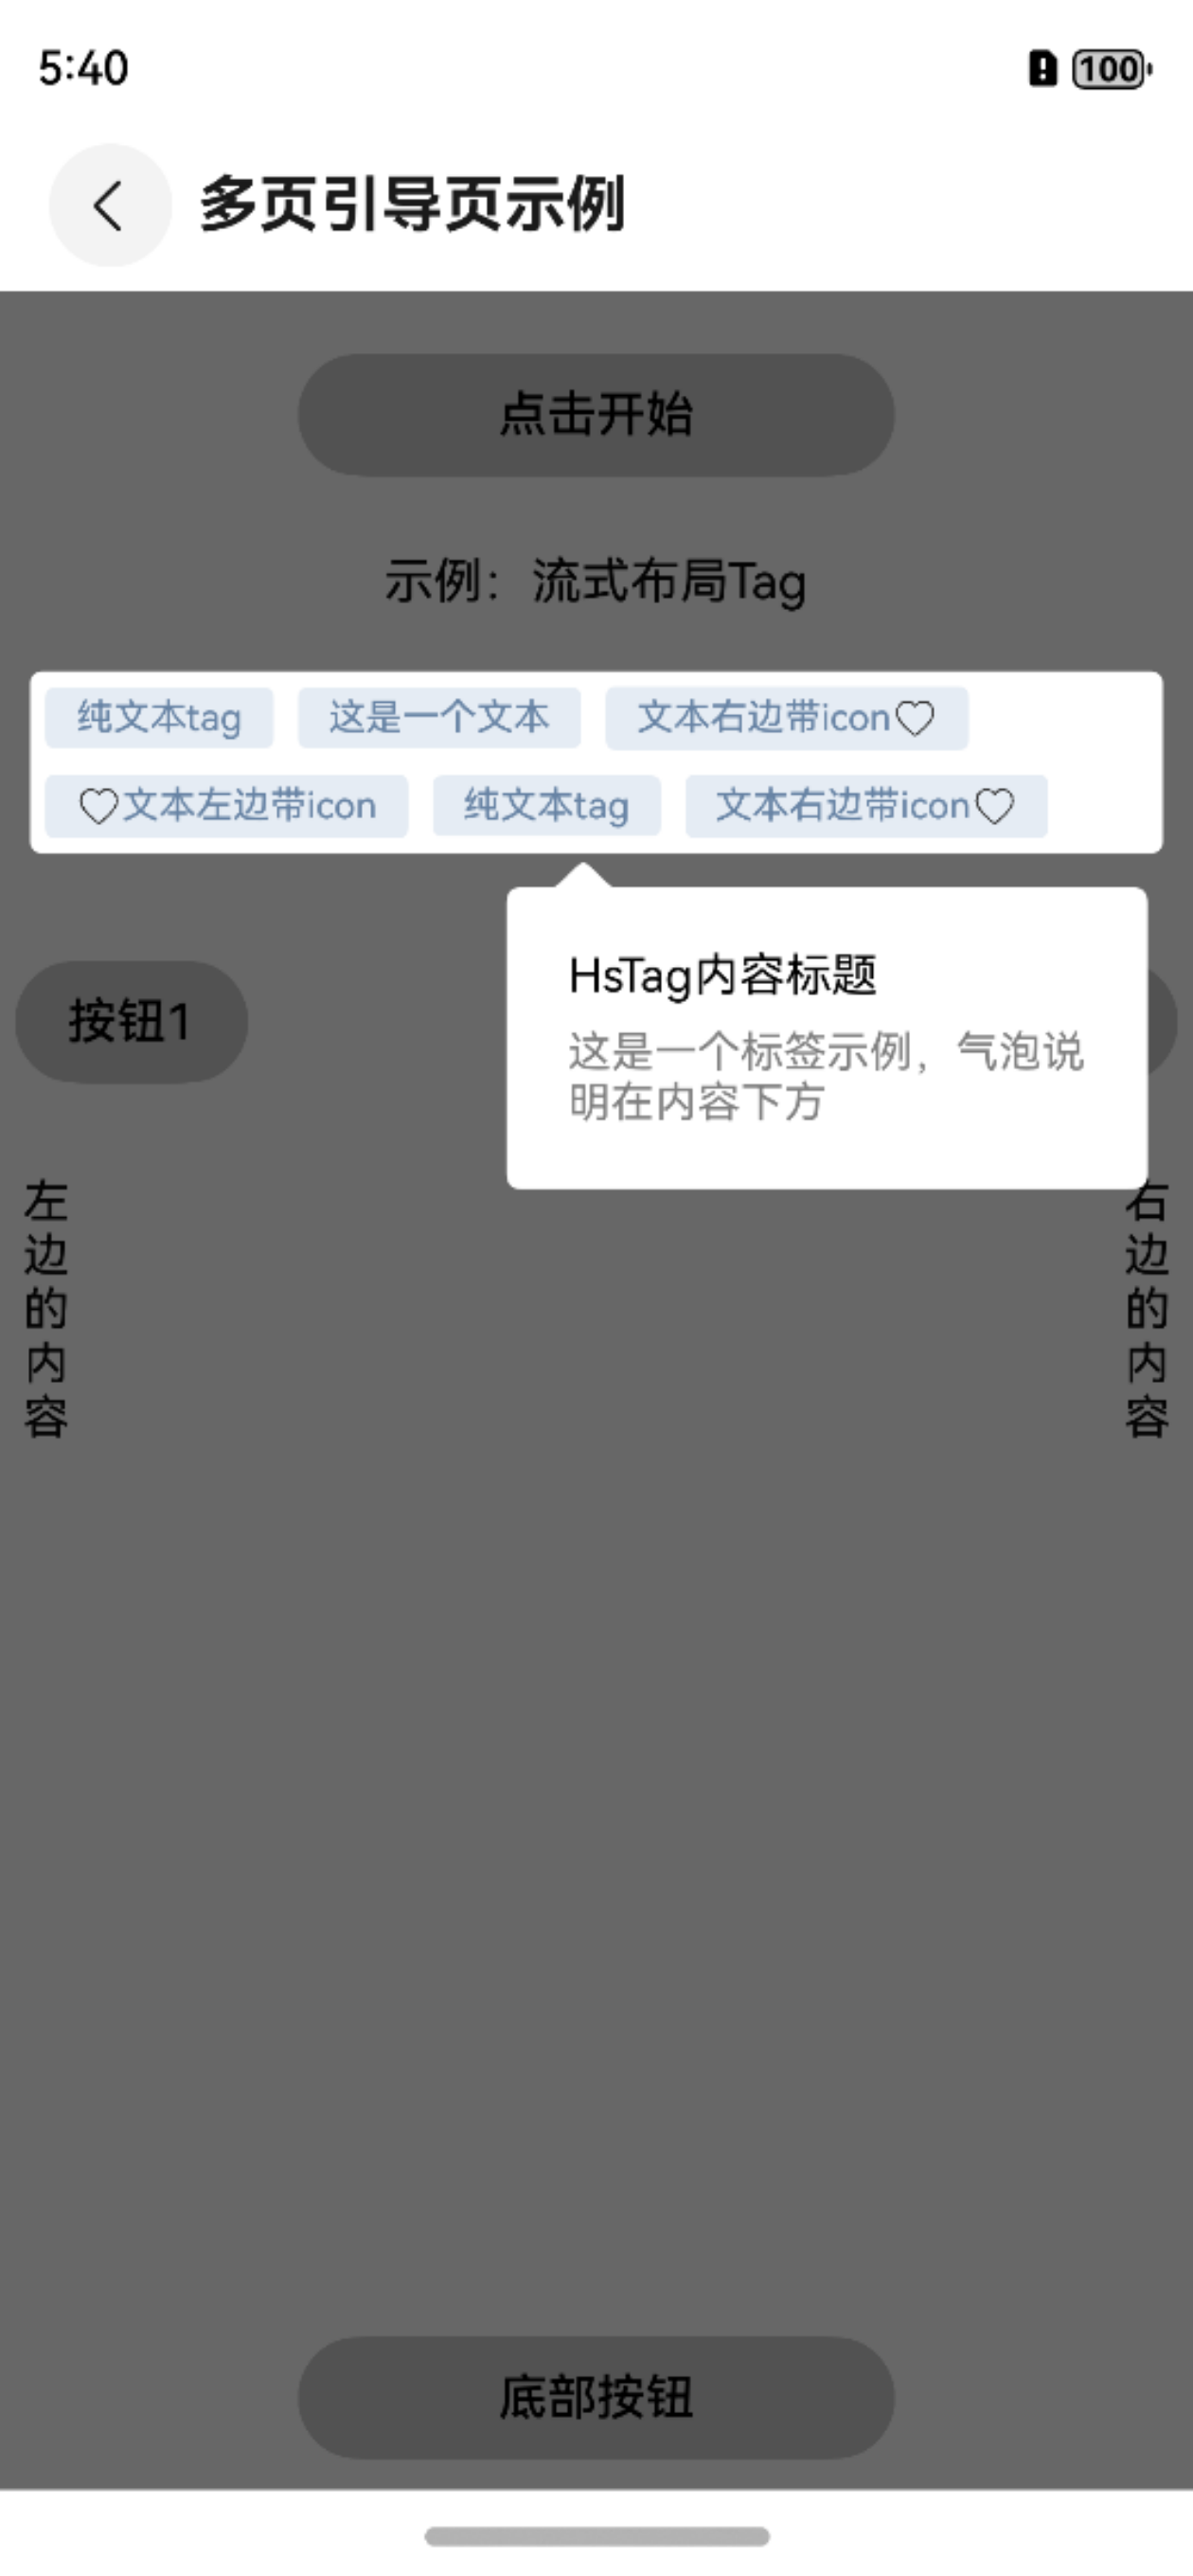 5:40
100
多页引导页示例
点击开始
示例：流式布局Tag
纯文本tag
这是一个文本
文本右边带icon
文本左边带icon
纯文本tag
文本右边带icon
HsTag内容标题
这是一个标签示例，气泡说
明在内容下方
按钮1
左边的内容
右边的内容
底部按钮